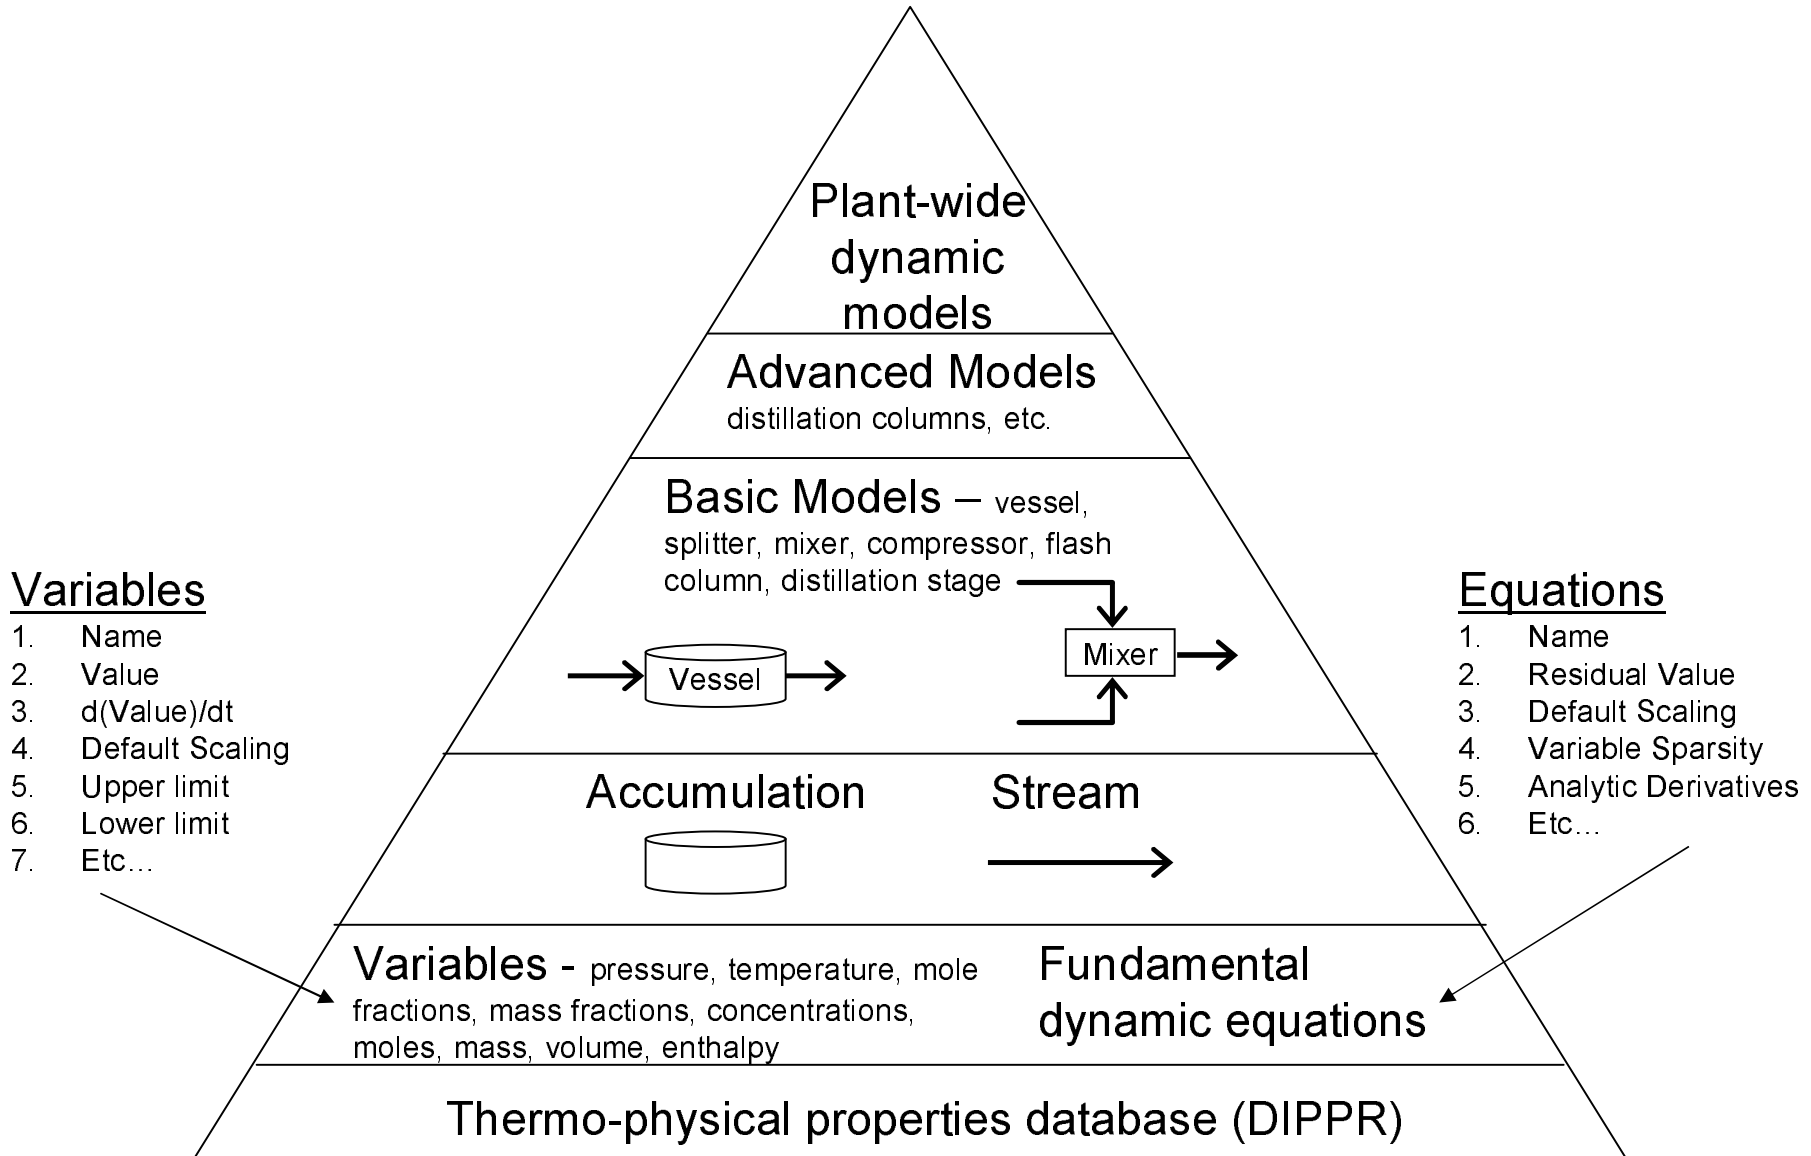 Plant-wide
dynamic
models
Advanced Models
distillation columns, etc.
Basic Models – vessel,
splitter, mixer, compressor, flash
column, distillation stage
Vessel
Mixer
Variables
1. Name
2. Value
3. d(Value)/dt
4. Default Scaling
5. Upper limit
6. Lower limit
7. Etc…
Equations
1. Name
2. Residual Value
3. Default Scaling
4. Variable Sparsity
5. Analytic Derivatives
6. Etc…
Accumulation
Stream
Variables - pressure, temperature, mole
fractions, mass fractions, concentrations,
moles, mass, volume, enthalpy
Fundamental
dynamic equations
Thermo-physical properties database (DIPPR)